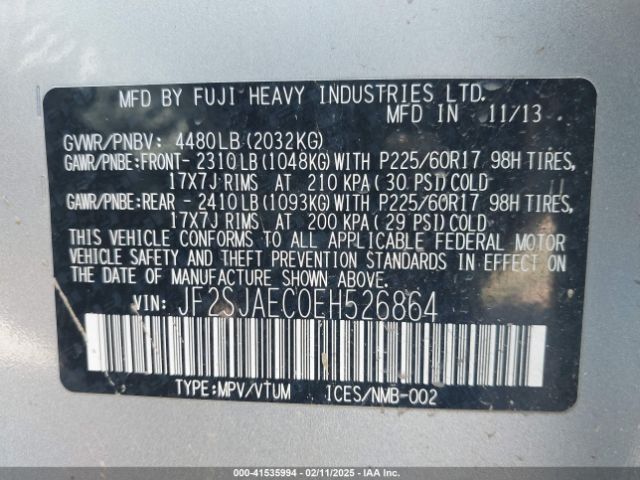 MFD BY FUJI HEAVY INDUSTRIES LTD.
MFD IN 11/13
GVWR/PNBV: 4480LB(2032KG)
GAWR/PNBE:FRONT- 2310LB(1048KG)WITH P225/60R17 98H TIRES,
17X7J RIMS AT 210 KPA(30 PSI)COLD
GAWR/PNBE:REAR - 2410LB(1093KG)WITH P225/60R17 98H TIRES,
17X7J RIMS AT 200 KPA(29 PSI)COLD
THIS VEHICLE CONFORMS TO ALL APPLICABLE FEDERAL MOTOR
VEHICLE SAFETY AND THEFT PREVENTION STANDARDS IN EFFECT ON THE
DATE OF MANUFACTURE SHOWN ABOVE.
VIN: JF2SJAEC0EH526864
TYPE:MPV/VTUM ICES/NMB-002
000-41535994 - 02/11/2025 - IAAI.COM